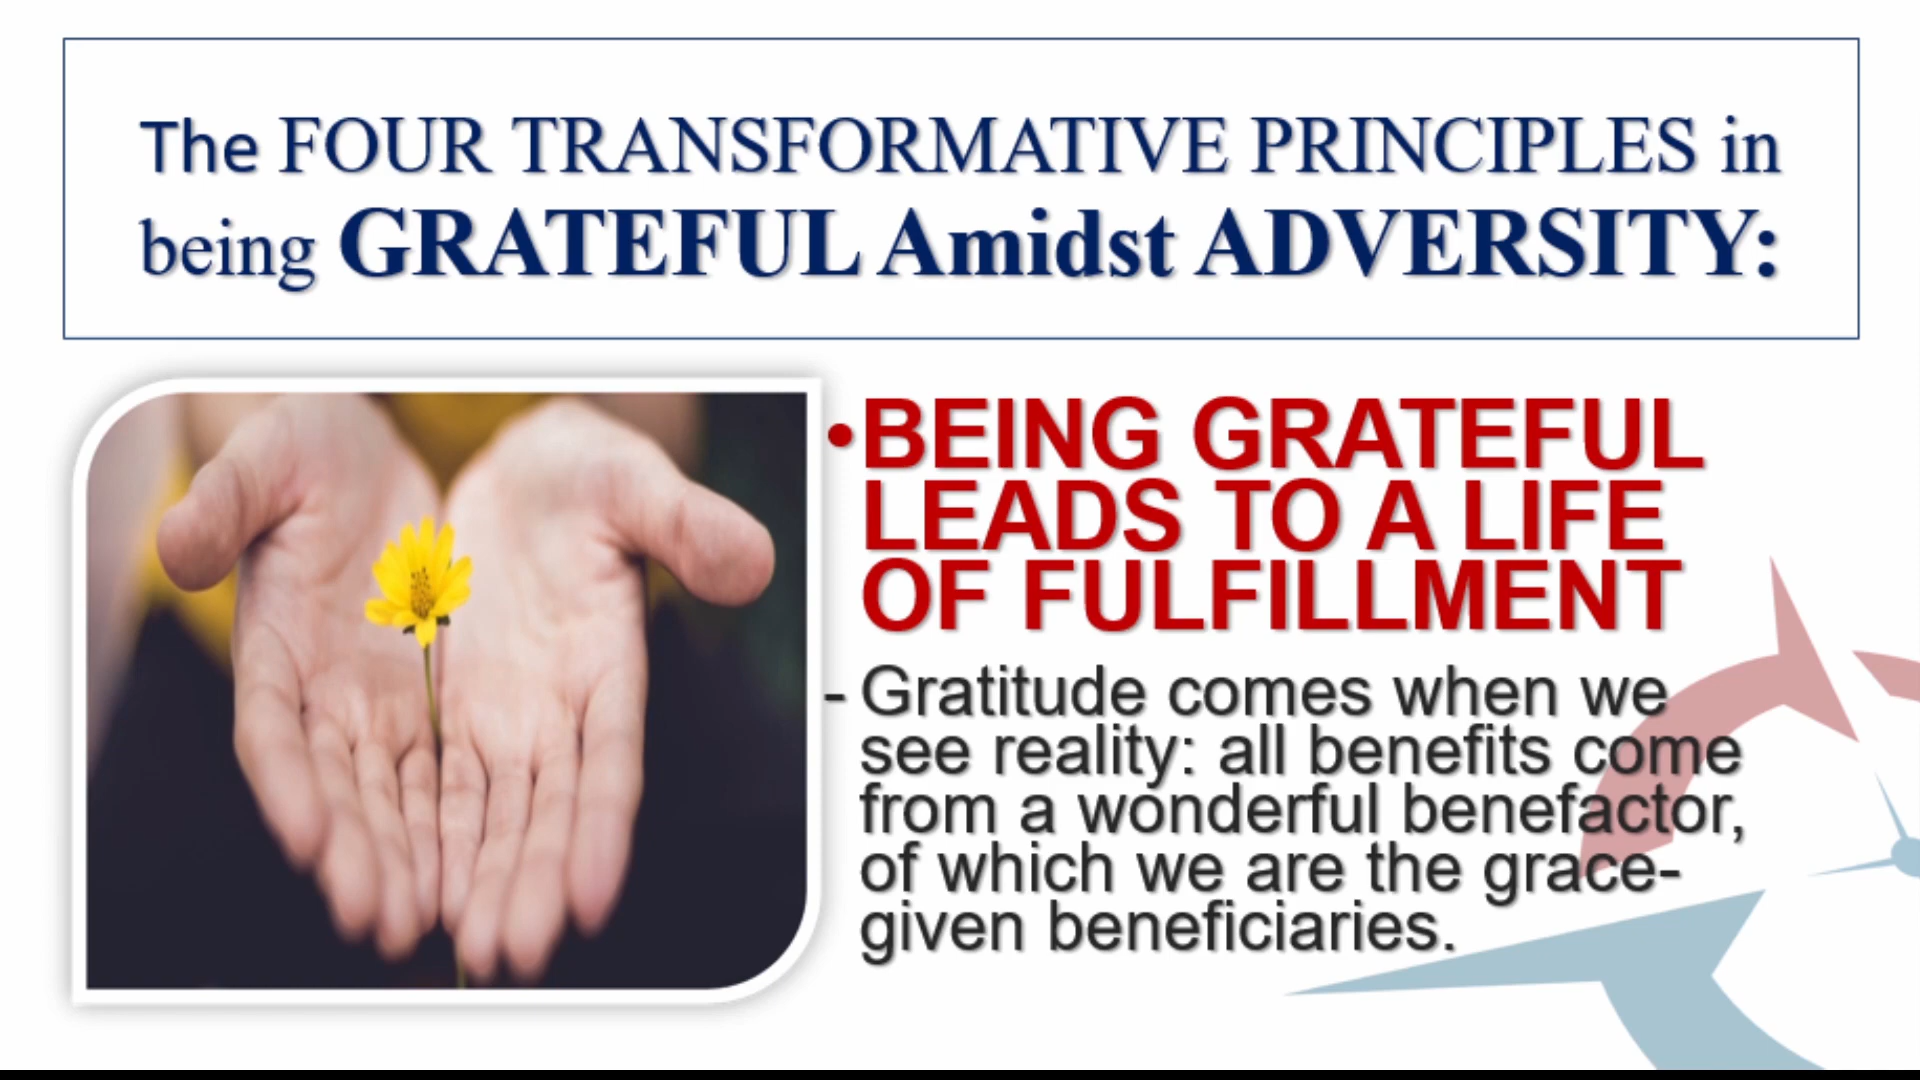 The FOUR TRANSFORMATIVE PRINCIPLES in
being GRATEFUL Amidst ADVERSITY:
•BEING GRATEFUL
LEADS TO A LIFE
OF FULFILLMENT
- Gratitude comes when we
see reality: all benefits come
from a wonderful benefactor,
of which we are the grace-
given beneficiaries.